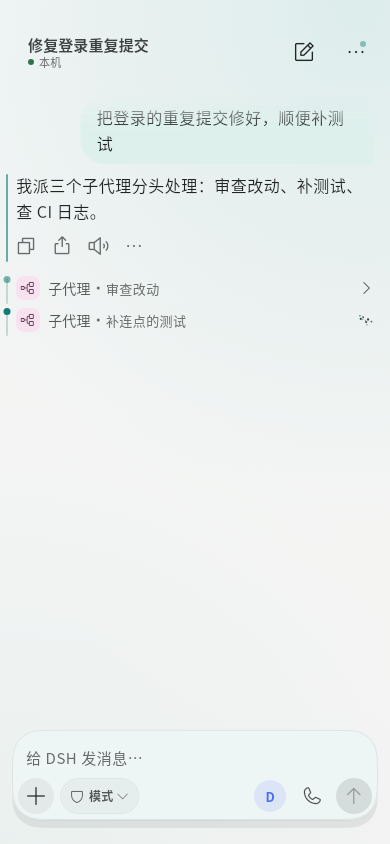 修复登录重复提交
本机
把登录的重复提交修好，顺便补测
试
我派三个子代理分头处理：审查改动、补测试、
查 CI 日志。
子代理・审查改动
子代理・补连点的测试
给 DSH 发消息…
模式
D